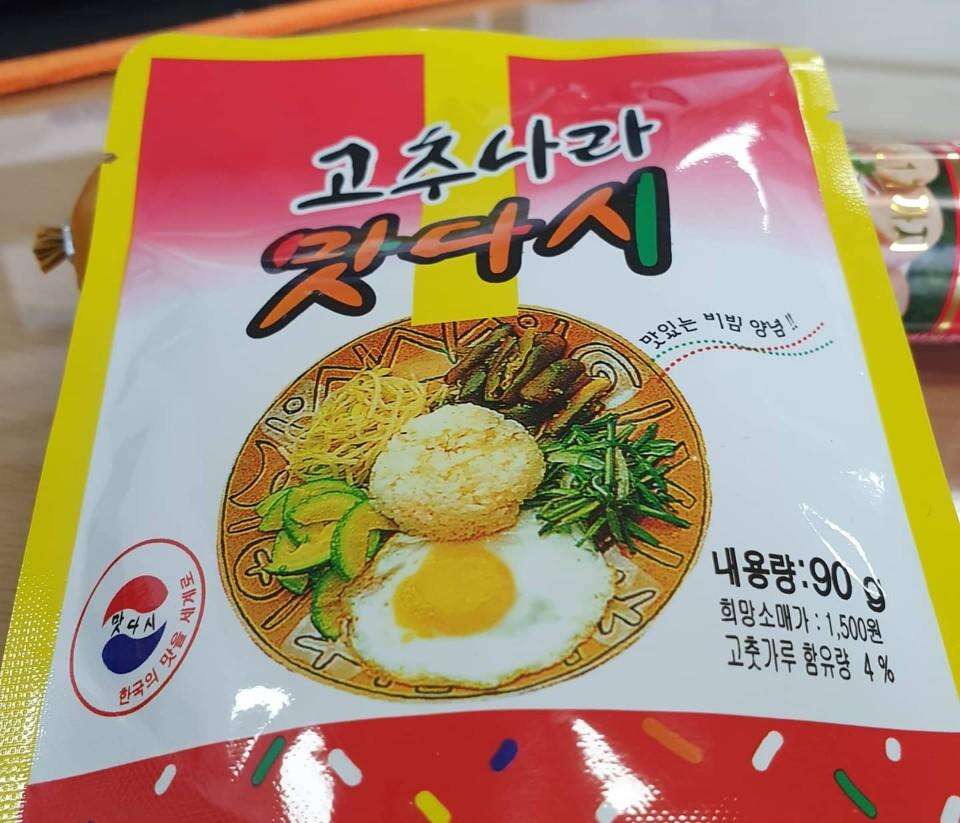 고추나라
맛다시
맛있는 비빔 양념!!
내용량:90 g
희망소매가 : 1,500원
고춧가루 함유량 4%
맛다시
한국의 맛을 세계로